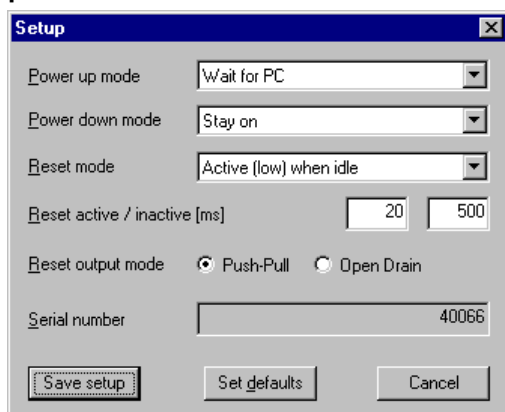 Setup
Power up mode Wait for PC
Power down mode Stay on
Reset mode Active (low) when idle
Reset active / inactive [ms] 20 500
Reset output mode Push-Pull Open Drain
Serial number 40066
Save setup Set defaults Cancel